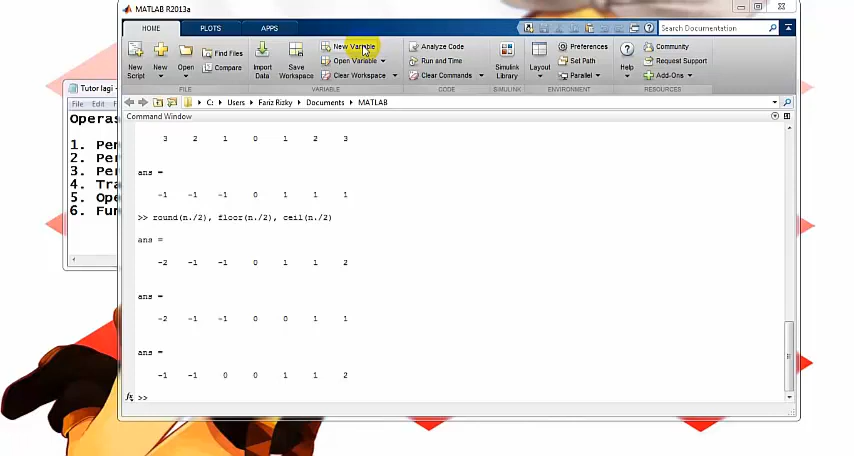 MATLAB R2013a
HOME PLOTS APPS
Search Documentation
New Script
New
Open
Find Files
Compare
FILE
Import Data
Save Workspace
New Variable
Open Variable
Clear Workspace
VARIABLE
Analyze Code
Run and Time
Clear Commands
CODE
Simulink Library
SIMULINK
Layout
Preferences
Set Path
Parallel
ENVIRONMENT
Help
Community
Request Support
Add-Ons
RESOURCES
C: Users Fariz Rizky Documents MATLAB
Command Window
3 2 1 0 1 2 3
ans =
-1 -1 -1 0 1 1 1
>> round(n./2), floor(n./2), ceil(n./2)
ans =
-2 -1 -1 0 1 1 2
ans =
-2 -1 -1 0 0 1 1
ans =
-1 -1 0 0 1 1 2
fx >>
Tutor lagi -
File Edit
Operas
1. Pen
2. Per
3. Per
4. Tra
5. Ope
6. Fun